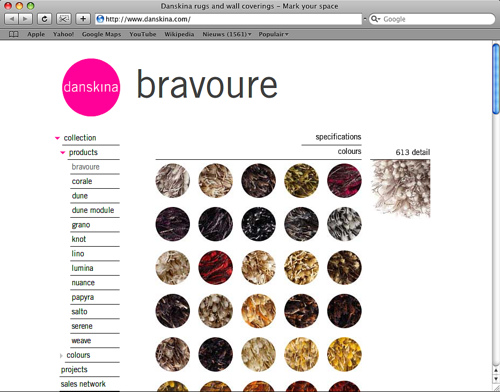 Danskina rugs and wall coverings – Mark your space
http://www.danskina.com/
Google
Apple Yahoo! Google Maps YouTube Wikipedia Nieuws (1561) Populair
danskina
bravoure
collection
specifications
products
colours
613 detail
bravoure
corale
dune
dune module
grano
knot
lino
lumina
nuance
papyra
salto
serene
weave
colours
projects
sales network